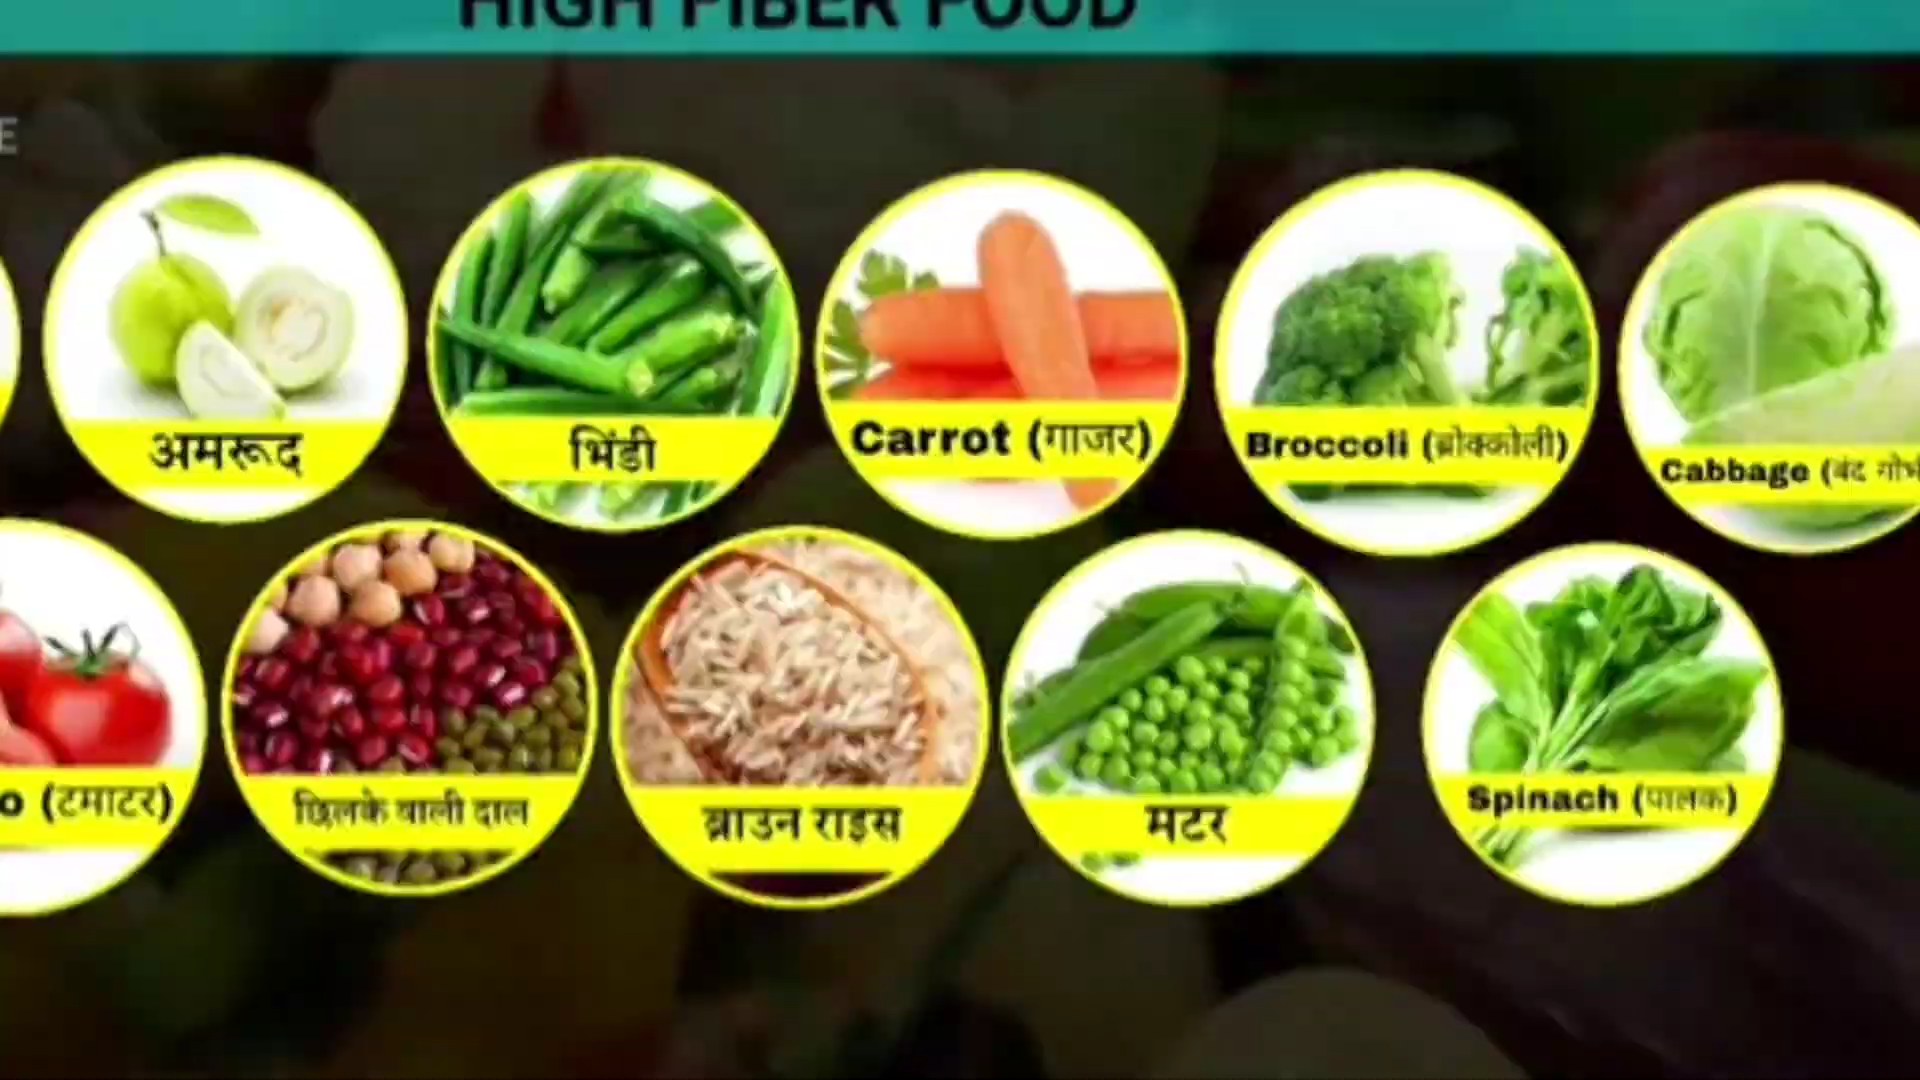 HIGH FIBER FOOD
E
अमरूद
भिंडी
Carrot (गाजर)
Broccoli (ब्रोक्कोली)
Cabbage (बंद गोभी
o (टमाटर)
छिलके वाली दाल
ब्राउन राइस
मटर
Spinach (पालक)